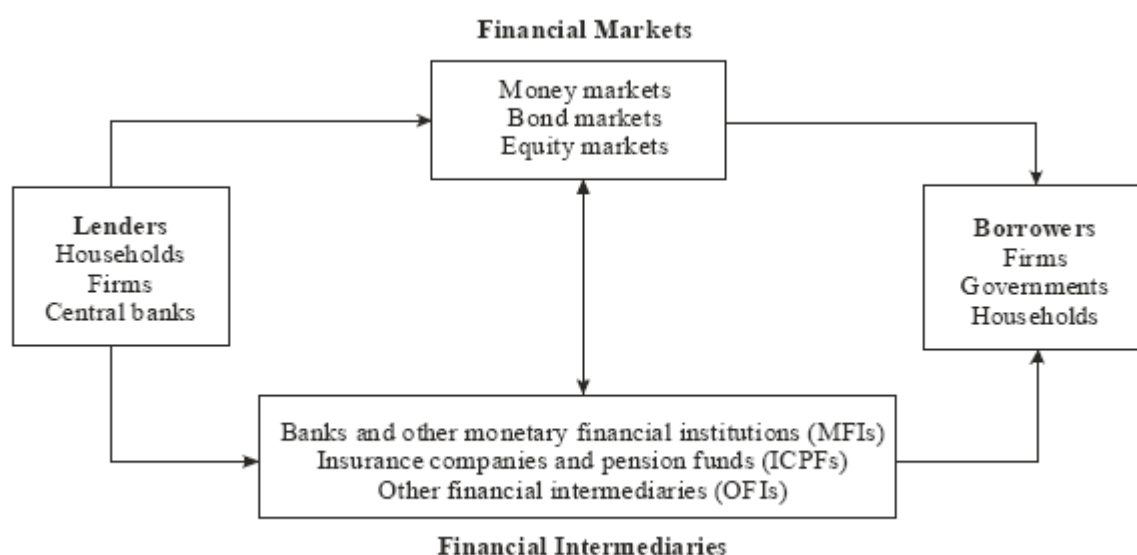 Financial Markets
Money markets
Bond markets
Equity markets
Lenders
Households
Firms
Central banks
Borrowers
Firms
Governments
Households
Banks and other monetary financial institutions (MFIs)
Insurance companies and pension funds (ICPFs)
Other financial intermediaries (OFIs)
Financial Intermediaries